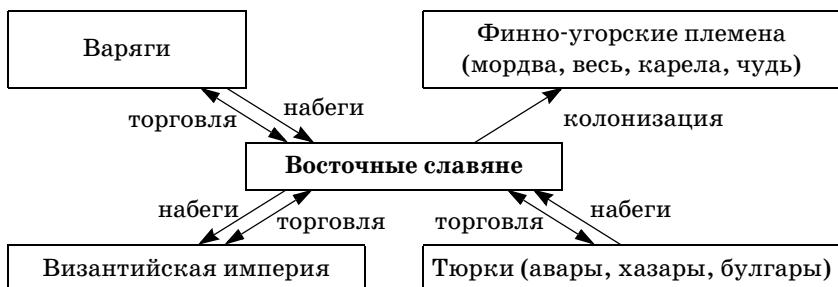 Варяги
Финно-угорские племена
(мордва, весь, карела, чудь)
торговля
набеги
колонизация
Восточные славяне
набеги
торговля
торговля
набеги
Византийская империя
Тюрки (авары, хазары, булгары)